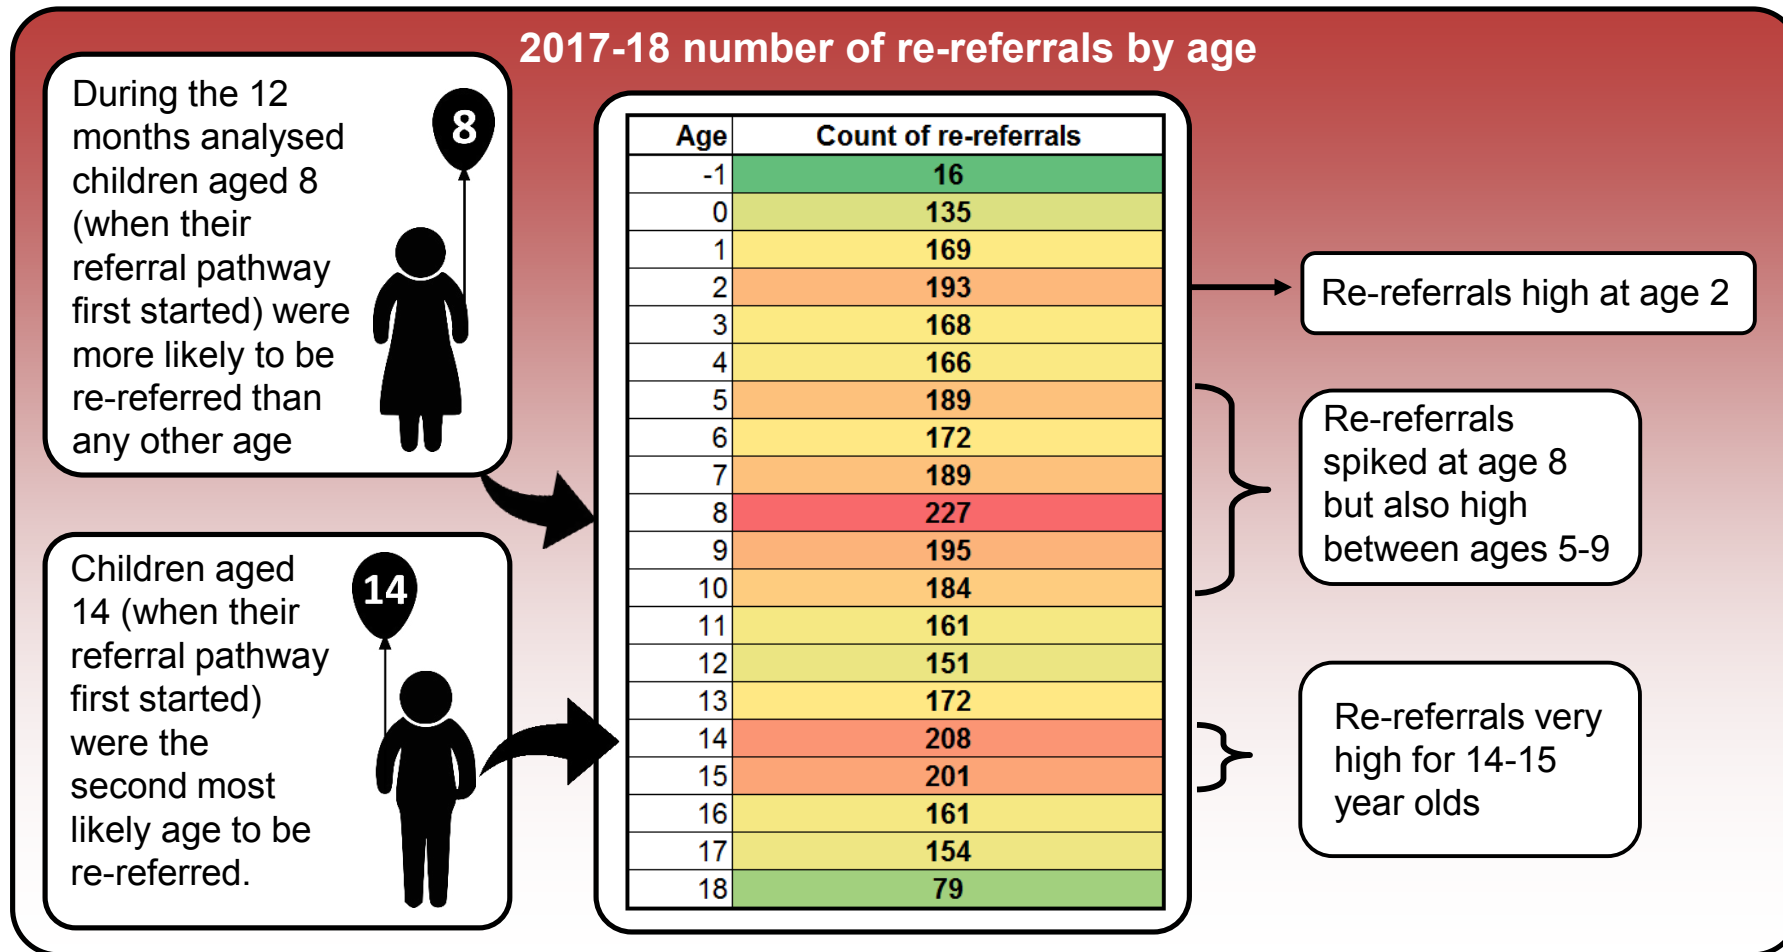 2017-18 number of re-referrals by age
During the 12
months analysed
children aged 8
(when their
referral pathway
first started) were
more likely to be
re-referred than
any other age
8
Children aged
14 (when their
referral pathway
first started)
were the
second most
likely age to be
re-referred.
14
Age Count of re-referrals
-1 16
0 135
1 169
2 193
3 168
4 166
5 189
6 172
7 189
8 227
9 195
10 184
11 161
12 151
13 172
14 208
15 201
16 161
17 154
18 79
Re-referrals high at age 2
Re-referrals
spiked at age 8
but also high
between ages 5-9
Re-referrals very
high for 14-15
year olds